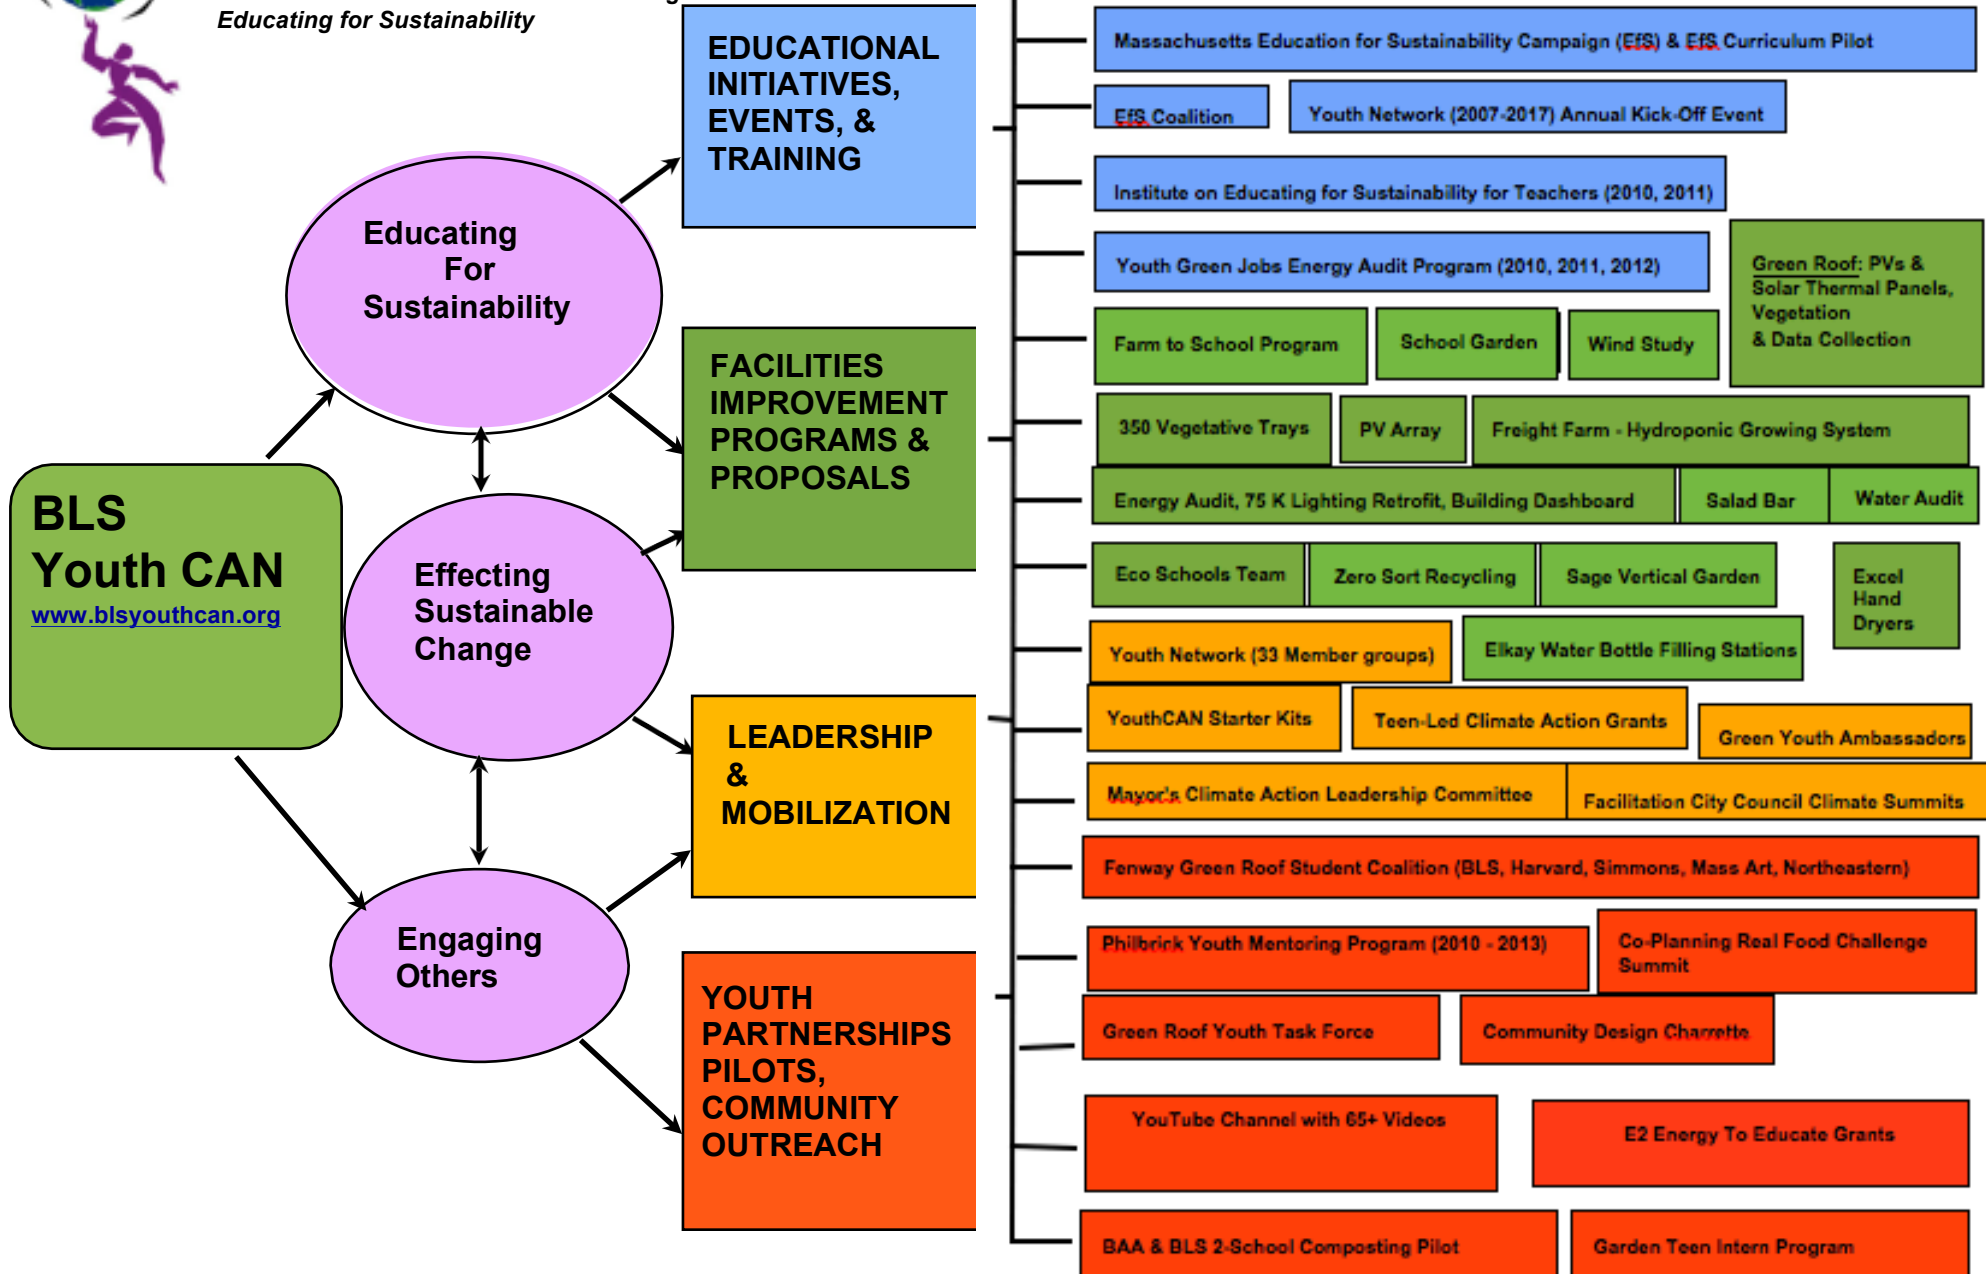 Educating for Sustainability
BLS
Youth CAN
www.blsyouthcan.org
Educating
For
Sustainability
Effecting
Sustainable
Change
Engaging
Others
EDUCATIONAL
INITIATIVES,
EVENTS, &
TRAINING
FACILITIES
IMPROVEMENT
PROGRAMS &
PROPOSALS
LEADERSHIP
&
MOBILIZATION
YOUTH
PARTNERSHIPS
PILOTS,
COMMUNITY
OUTREACH
Massachusetts Education for Sustainability Campaign (EfS) & EfS Curriculum Pilot
EfS Coalition
Youth Network (2007-2017) Annual Kick-Off Event
Institute on Educating for Sustainability for Teachers (2010, 2011)
Youth Green Jobs Energy Audit Program (2010, 2011, 2012)
Green Roof: PVs &
Solar Thermal Panels,
Vegetation
& Data Collection
Farm to School Program
School Garden
Wind Study
350 Vegetative Trays
PV Array
Freight Farm - Hydroponic Growing System
Energy Audit, 75 K Lighting Retrofit, Building Dashboard
Salad Bar
Water Audit
Eco Schools Team
Zero Sort Recycling
Sage Vertical Garden
Excel
Hand
Dryers
Youth Network (33 Member groups)
Elkay Water Bottle Filling Stations
YouthCAN Starter Kits
Teen-Led Climate Action Grants
Green Youth Ambassadors
Mayor's Climate Action Leadership Committee
Facilitation City Council Climate Summits
Fenway Green Roof Student Coalition (BLS, Harvard, Simmons, Mass Art, Northeastern)
Philbrick Youth Mentoring Program (2010 - 2013)
Co-Planning Real Food Challenge
Summit
Green Roof Youth Task Force
Community Design Charrette
YouTube Channel with 65+ Videos
E2 Energy To Educate Grants
BAA & BLS 2-School Composting Pilot
Garden Teen Intern Program